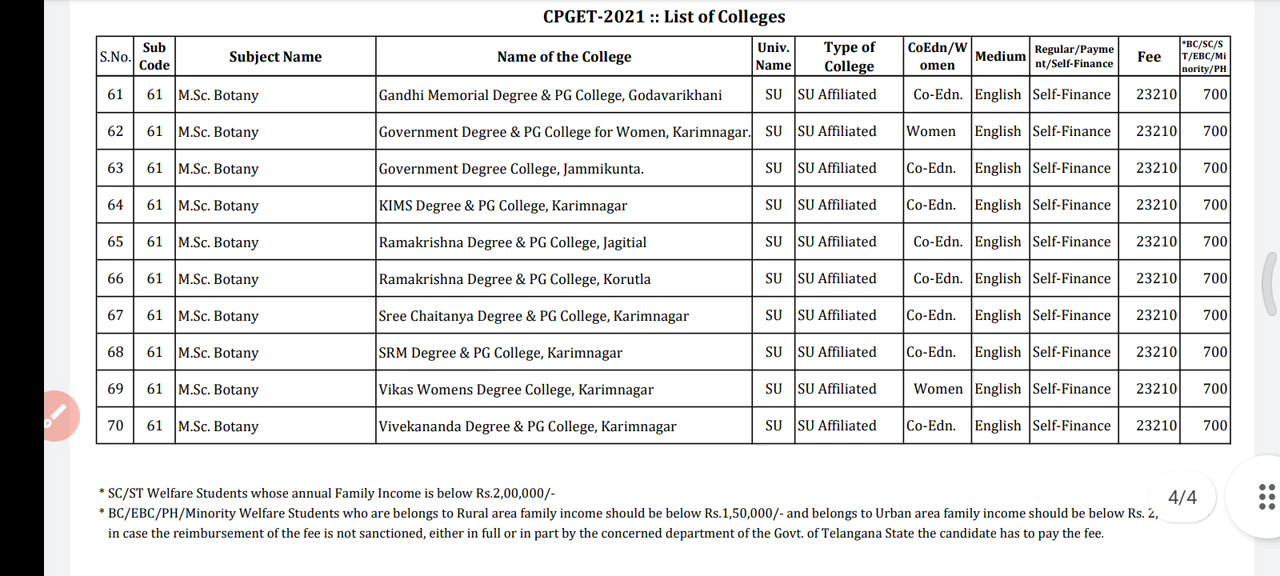 CPGET-2021 :: List of Colleges
S.No. Sub Code Subject Name Name of the College Univ. Name Type of College CoEdn/Women Medium Regular/Payment/Self-Finance Fee *BC/SC/ST/EBC/Minority/PH
61 61 M.Sc. Botany Gandhi Memorial Degree & PG College, Godavarikhani SU SU Affiliated Co-Edn. English Self-Finance 23210 700
62 61 M.Sc. Botany Government Degree & PG College for Women, Karimnagar. SU SU Affiliated Women English Self-Finance 23210 700
63 61 M.Sc. Botany Government Degree College, Jammikunta. SU SU Affiliated Co-Edn. English Self-Finance 23210 700
64 61 M.Sc. Botany KIMS Degree & PG College, Karimnagar SU SU Affiliated Co-Edn. English Self-Finance 23210 700
65 61 M.Sc. Botany Ramakrishna Degree & PG College, Jagitial SU SU Affiliated Co-Edn. English Self-Finance 23210 700
66 61 M.Sc. Botany Ramakrishna Degree & PG College, Korutla SU SU Affiliated Co-Edn. English Self-Finance 23210 700
67 61 M.Sc. Botany Sree Chaitanya Degree & PG College, Karimnagar SU SU Affiliated Co-Edn. English Self-Finance 23210 700
68 61 M.Sc. Botany SRM Degree & PG College, Karimnagar SU SU Affiliated Co-Edn. English Self-Finance 23210 700
69 61 M.Sc. Botany Vikas Womens Degree College, Karimnagar SU SU Affiliated Women English Self-Finance 23210 700
70 61 M.Sc. Botany Vivekananda Degree & PG College, Karimnagar SU SU Affiliated Co-Edn. English Self-Finance 23210 700
* SC/ST Welfare Students whose annual Family Income is below Rs.2,00,000/-
4/4
* BC/EBC/PH/Minority Welfare Students who are belongs to Rural area family income should be below Rs.1,50,000/- and belongs to Urban area family income should be below Rs. 2,
in case the reimbursement of the fee is not sanctioned, either in full or in part by the concerned department of the Govt. of Telangana State the candidate has to pay the fee.